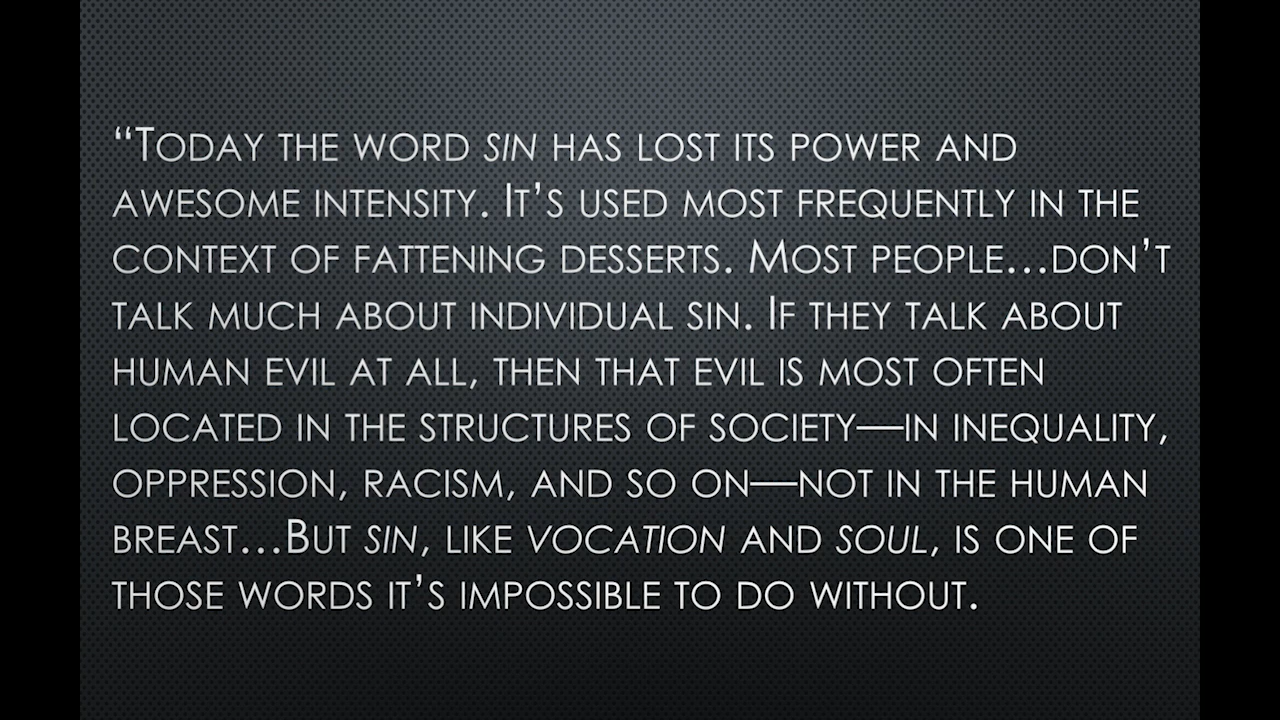 “Today the word sin has lost its power and
awesome intensity. It’s used most frequently in the
context of fattening desserts. Most people…don’t
talk much about individual sin. If they talk about
human evil at all, then that evil is most often
located in the structures of society—in inequality,
oppression, racism, and so on—not in the human
breast…But sin, like vocation and soul, is one of
those words it’s impossible to do without.